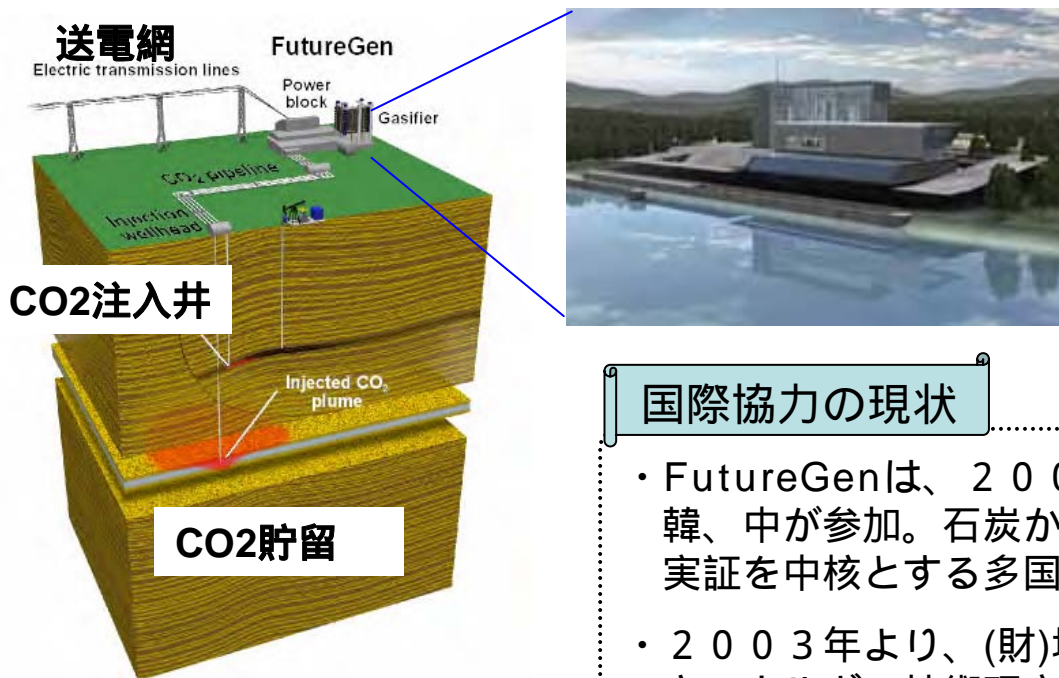 送電網
Electric transmission lines
FutureGen
Power
block
Gasifier
CO2 pipeline
Injection
wellhead
CO2注入井
Injected CO2
plume
CO2貯留
国際協力の現状
・FutureGenは、２００
韓、中が参加。石炭か
実証を中核とする多国
・２００３年より、(財)